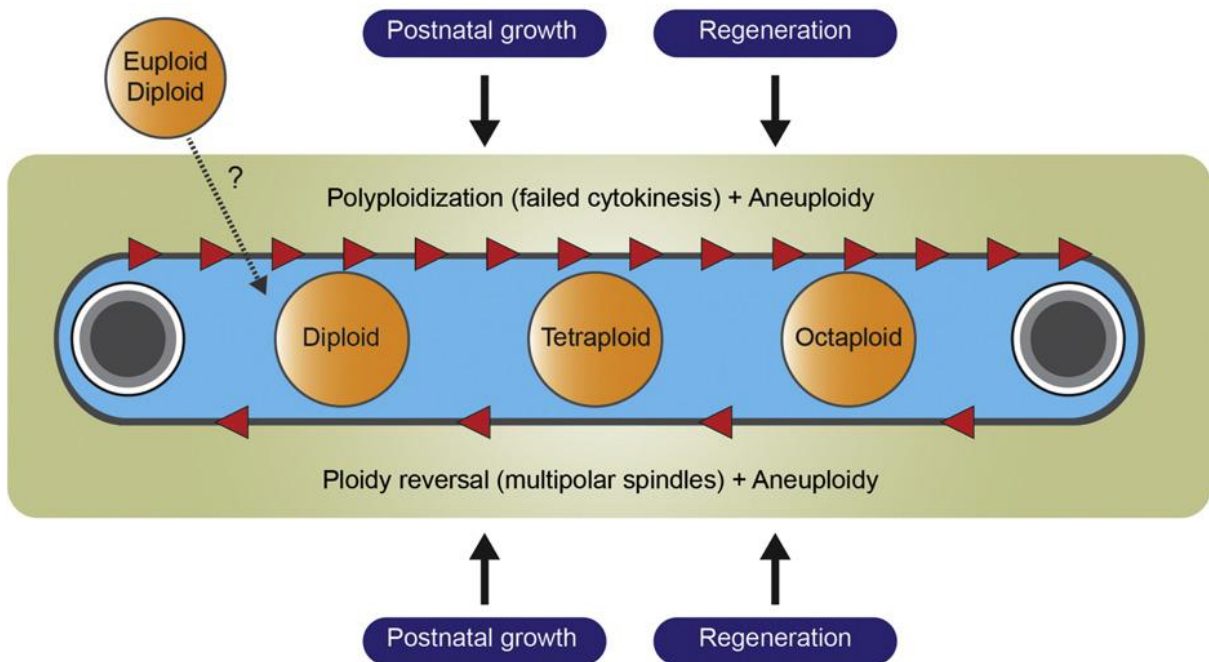 Postnatal growth
Regeneration
Euploid
Diploid
?
Polyploidization (failed cytokinesis) + Aneuploidy
Diploid
Tetraploid
Octaploid
Ploidy reversal (multipolar spindles) + Aneuploidy
Postnatal growth
Regeneration